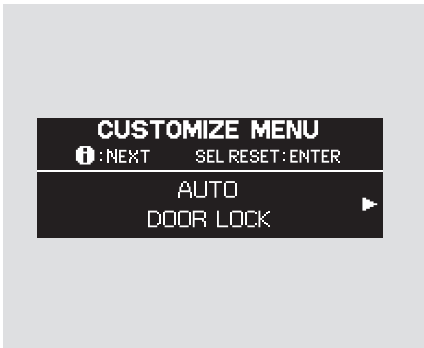 CUSTOMIZE MENU
i:NEXT SEL RESET:ENTER
AUTO
DOOR LOCK